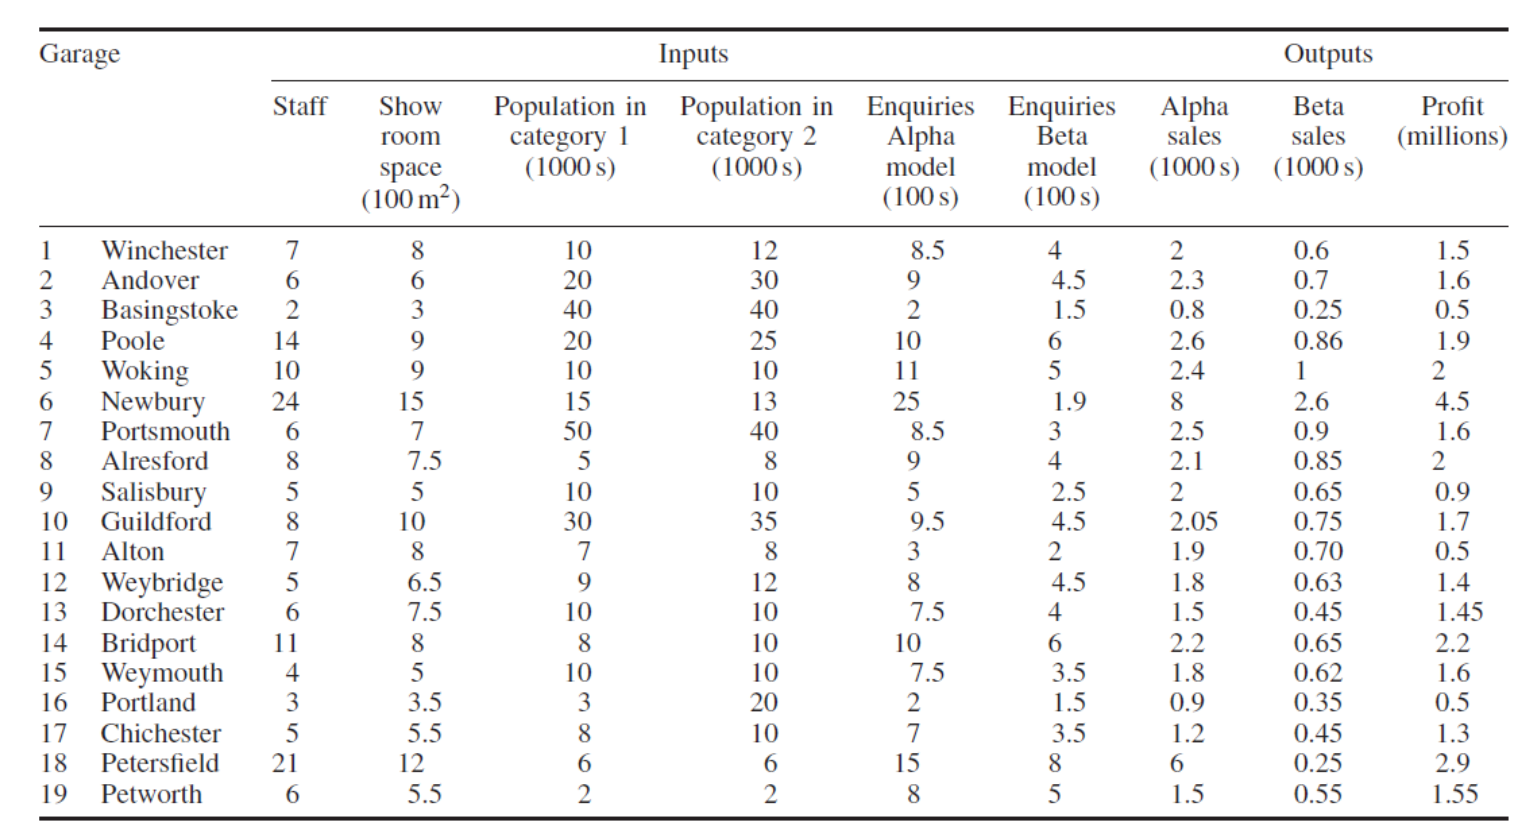 Garage Inputs Outputs
Staff Show Population in Population in Enquiries Enquiries Alpha Beta Profit
room category 1 category 2 Alpha Beta sales sales (millions)
space (1000 s) (1000 s) model model (1000 s) (1000 s)
(100 m²) (100 s) (100 s)
1 Winchester 7 8 10 12 8.5 4 2 0.6 1.5
2 Andover 6 6 20 30 9 4.5 2.3 0.7 1.6
3 Basingstoke 2 3 40 40 2 1.5 0.8 0.25 0.5
4 Poole 14 9 20 25 10 6 2.6 0.86 1.9
5 Woking 10 9 10 10 11 5 2.4 1 2
6 Newbury 24 15 15 13 25 1.9 8 2.6 4.5
7 Portsmouth 6 7 50 40 8.5 3 2.5 0.9 1.6
8 Alresford 8 7.5 5 8 9 4 2.1 0.85 2
9 Salisbury 5 5 10 10 5 2.5 2 0.65 0.9
10 Guildford 8 10 30 35 9.5 4.5 2.05 0.75 1.7
11 Alton 7 8 7 8 3 2 1.9 0.70 0.5
12 Weybridge 5 6.5 9 12 8 4.5 1.8 0.63 1.4
13 Dorchester 6 7.5 10 10 7.5 4 1.5 0.45 1.45
14 Bridport 11 8 8 10 10 6 2.2 0.65 2.2
15 Weymouth 4 5 10 10 7.5 3.5 1.8 0.62 1.6
16 Portland 3 3.5 3 20 2 1.5 0.9 0.35 0.5
17 Chichester 5 5.5 8 10 7 3.5 1.2 0.45 1.3
18 Petersfield 21 12 6 6 15 8 6 0.25 2.9
19 Petworth 6 5.5 2 2 8 5 1.5 0.55 1.55